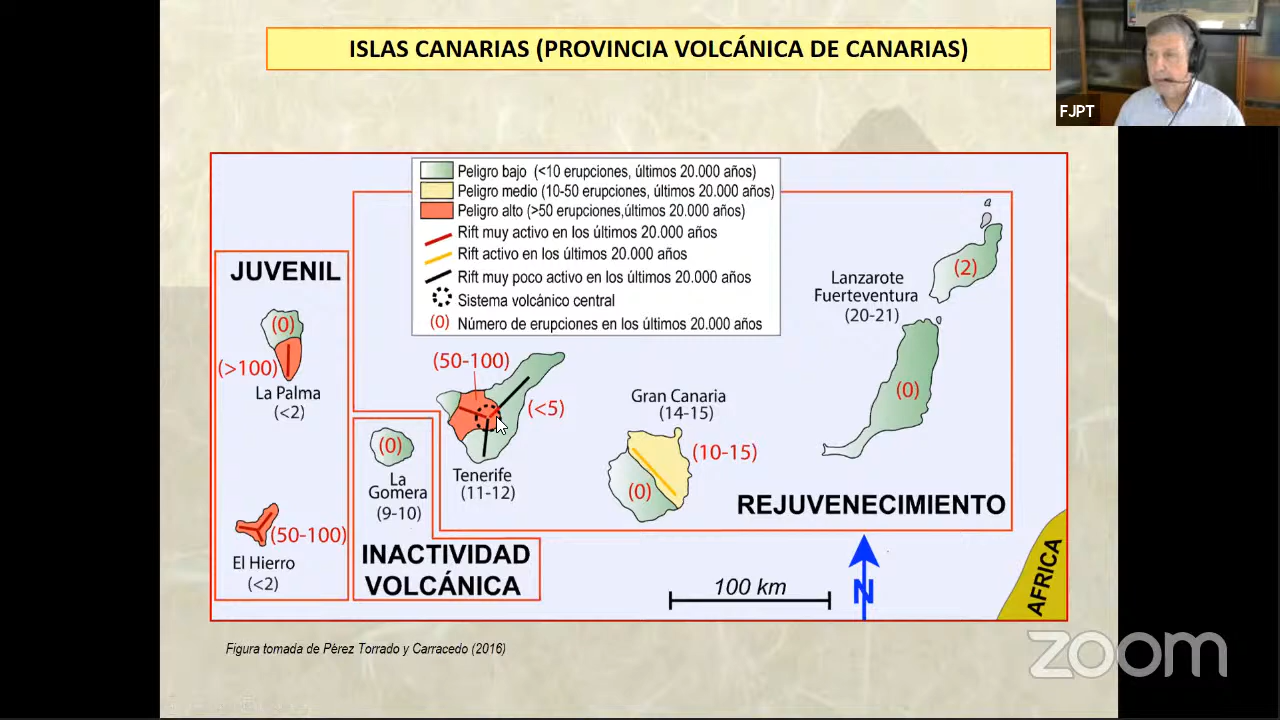 ISLAS CANARIAS (PROVINCIA VOLCÁNICA DE CANARIAS)
FJPT
Peligro bajo (<10 erupciones, últimos 20.000 años)
Peligro medio (10-50 erupciones, últimos 20.000 años)
Peligro alto (>50 erupciones,últimos 20.000 años)
Rift muy activo en los últimos 20.000 años
Rift activo en los últimos 20.000 años
Rift muy poco activo en los últimos 20.000 años
Sistema volcánico central
(0) Número de erupciones en los últimos 20.000 años
JUVENIL
(0)
(>100)
La Palma
(<2)
(50-100)
El Hierro
(<2)
(0)
La
Gomera
(9-10)
INACTIVIDAD
VOLCÁNICA
(50-100)
(<5)
Tenerife
(11-12)
Gran Canaria
(14-15)
(10-15)
(0)
Lanzarote
Fuerteventura
(20-21)
(2)
(0)
REJUVENECIMIENTO
100 km
N
AFRICA
Figura tomada de Pérez Torrado y Carracedo (2016)
zoom